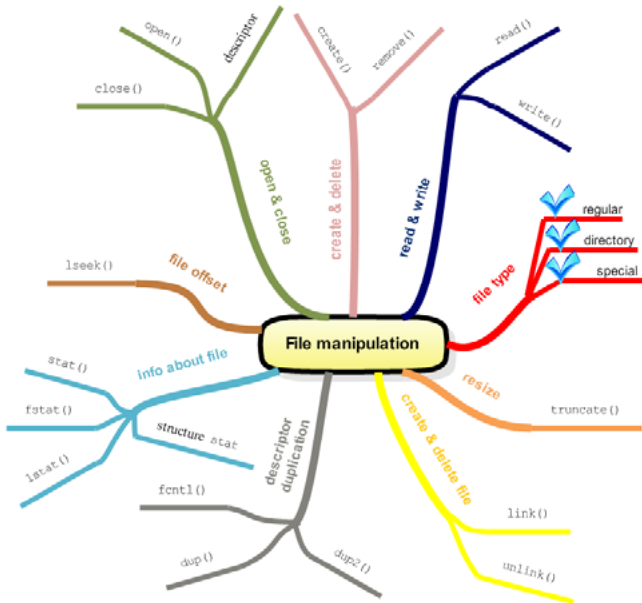 open()
descriptor
close()
open & close
create()
remove()
create & delete
read()
write()
read & write
regular
directory
special
file type
lseek()
file offset
File manipulation
info about file
stat()
fstat()
structure stat
lstat()
descriptor
duplication
fcntl()
dup()
dup2()
resize
truncate()
create & delete file
link()
unlink()